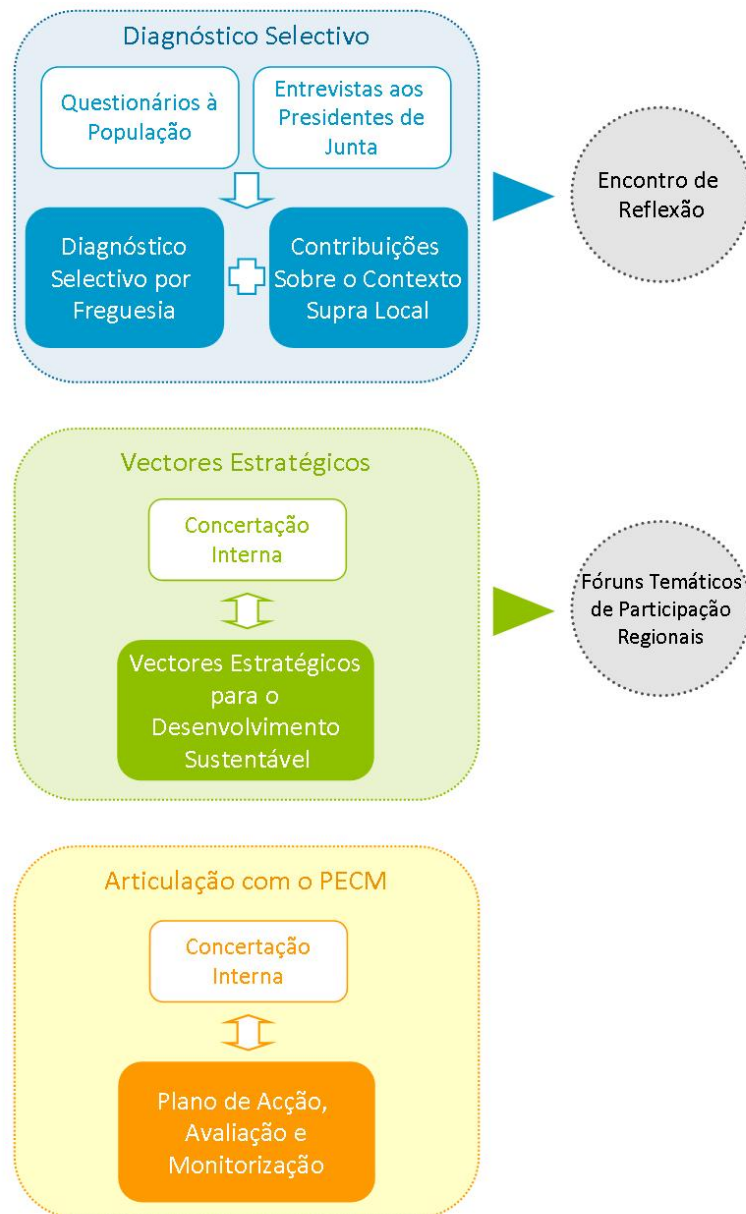 Diagnóstico Selectivo
Questionários à
População
Entrevistas aos
Presidentes de
Junta
Diagnóstico
Selectivo por
Freguesia
Contribuições
Sobre o Contexto
Supra Local
Encontro de
Reflexão
Vectores Estratégicos
Concertação
Interna
Vectores Estratégicos
para o
Desenvolvimento
Sustentável
Fóruns Temáticos
de Participação
Regionais
Articulação com o PECM
Concertação
Interna
Plano de Acção,
Avaliação e
Monitorização